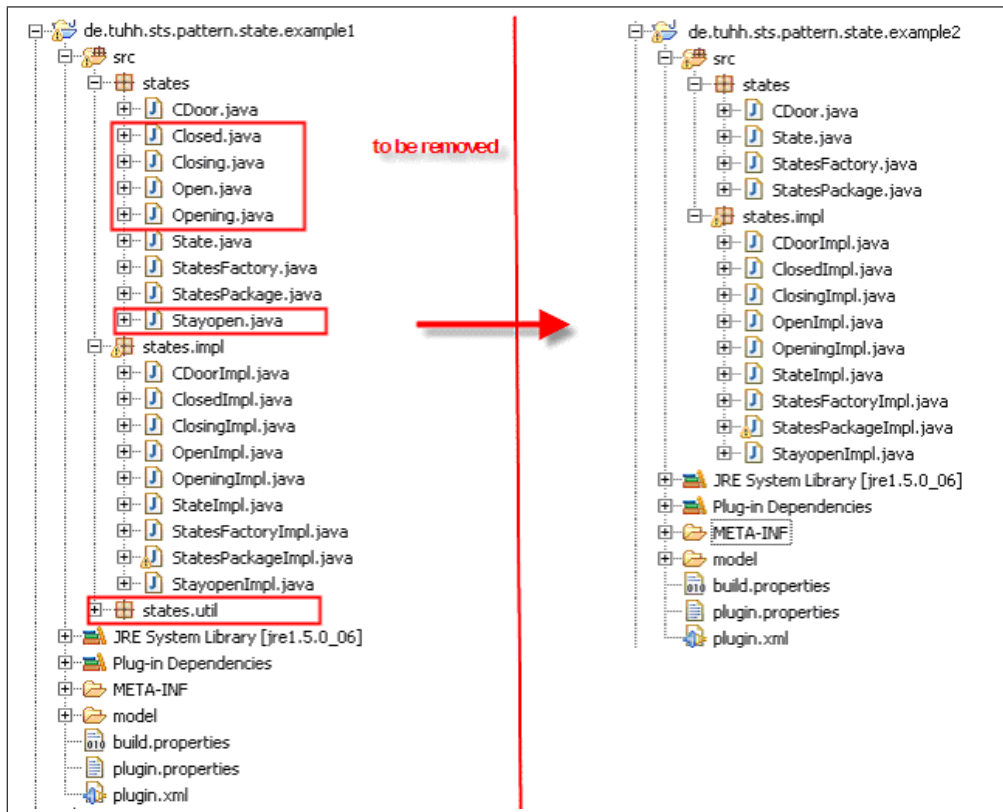 de.tuhh.sts.pattern.state.example1
src
states
CDoor.java
Closed.java
Closing.java
Open.java
Opening.java
State.java
StatesFactory.java
StatesPackage.java
Stayopen.java
states.impl
CDoorImpl.java
ClosedImpl.java
ClosingImpl.java
OpenImpl.java
OpeningImpl.java
StateImpl.java
StatesFactoryImpl.java
StatesPackageImpl.java
StayopenImpl.java
states.util
JRE System Library [jre1.5.0_06]
Plug-in Dependencies
META-INF
model
build.properties
plugin.properties
plugin.xml
to be removed
de.tuhh.sts.pattern.state.example2
src
states
CDoor.java
State.java
StatesFactory.java
StatesPackage.java
states.impl
CDoorImpl.java
ClosedImpl.java
ClosingImpl.java
OpenImpl.java
OpeningImpl.java
StateImpl.java
StatesFactoryImpl.java
StatesPackageImpl.java
StayopenImpl.java
JRE System Library [jre1.5.0_06]
Plug-in Dependencies
META-INF
model
build.properties
plugin.properties
plugin.xml